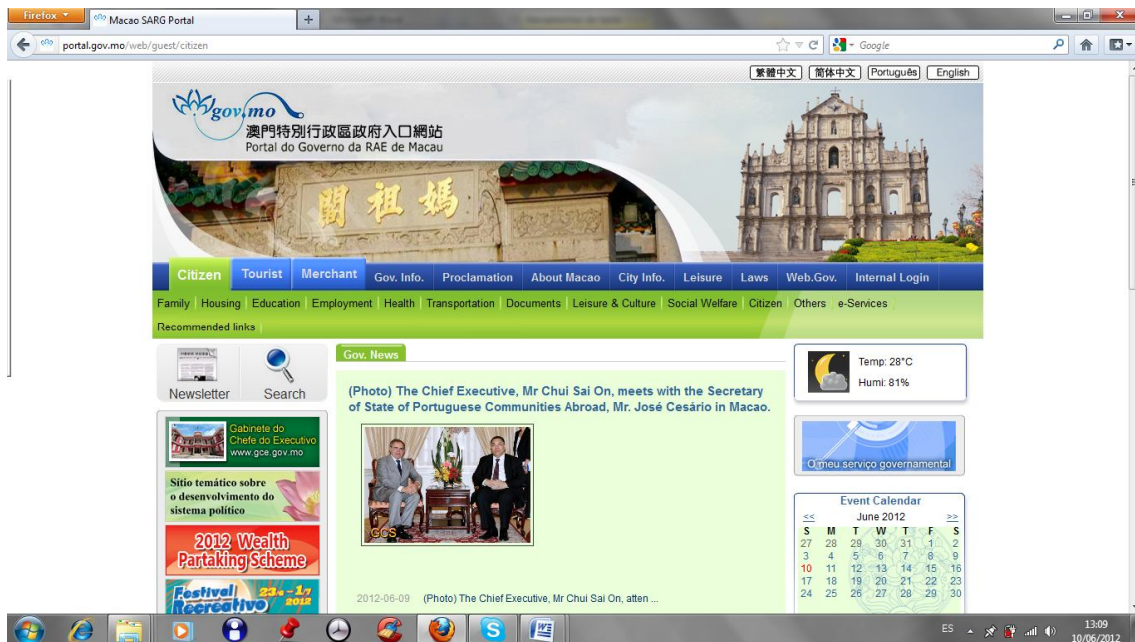 Firefox
Macao SARG Portal
+
portal.gov.mo/web/guest/citizen
Google
繁體中文 简体中文 Português English
gov.mo
澳門特別行政區政府入口網站
Portal do Governo da RAE de Macau
閣祖媽
Citizen Tourist Merchant Gov. Info. Proclamation About Macao City Info. Leisure Laws Web.Gov. Internal Login
Family Housing Education Employment Health Transportation Documents Leisure & Culture Social Welfare Citizen Others e-Services
Recommended links
Newsletter Search
Gabinete do
Chefe do Executivo
www.gce.gov.mo
Sítio temático sobre
o desenvolvimento do
sistema político
2012 Wealth
Partaking Scheme
Festival 23/6-1/7
Recreativo 2012
Gov. News
(Photo) The Chief Executive, Mr Chui Sai On, meets with the Secretary
of State of Portuguese Communities Abroad, Mr. José Cesário in Macao.
GCS
2012-06-09 (Photo) The Chief Executive, Mr Chui Sai On, atten ...
Temp: 28°C
Humi: 81%
O meu serviço governamental
Event Calendar
<< June 2012 >>
S M T W T F S
27 28 29 30 31 1 2
3 4 5 6 7 8 9
10 11 12 13 14 15 16
17 18 19 20 21 22 23
24 25 26 27 28 29 30
ES
13:09
10/06/2012